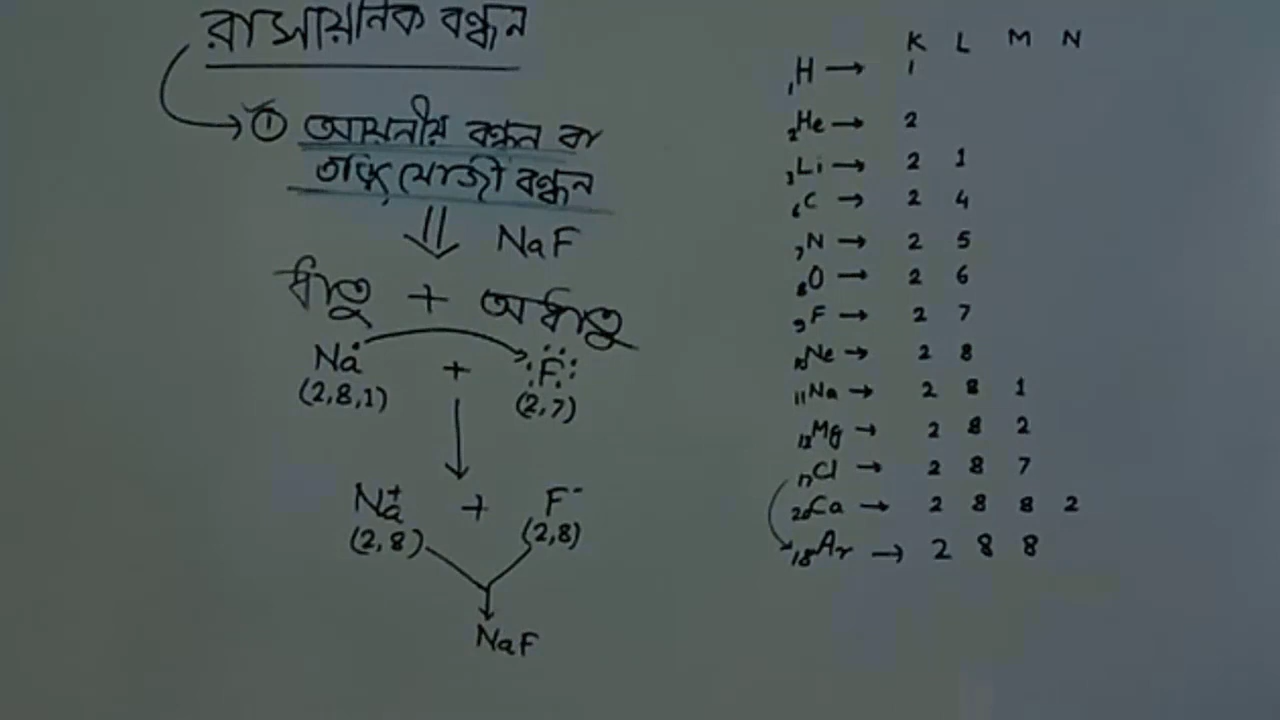 রাসায়নিক বন্ধন
① আয়নীয় বন্ধন বা
তড়িৎযোজী বন্ধন
NaF
ধাতু + অধাতু
Na + F
(2,8,1) (2,7)
Na⁺ + F⁻
(2,8) (2,8)
NaF
K L M N
₁H → 1
₂He → 2
₃Li → 2 1
₆C → 2 4
₇N → 2 5
₈O → 2 6
₉F → 2 7
₁₀Ne → 2 8
₁₁Na → 2 8 1
₁₂Mg → 2 8 2
₁₇Cl → 2 8 7
₂₀Ca → 2 8 8 2
₁₈Ar → 2 8 8